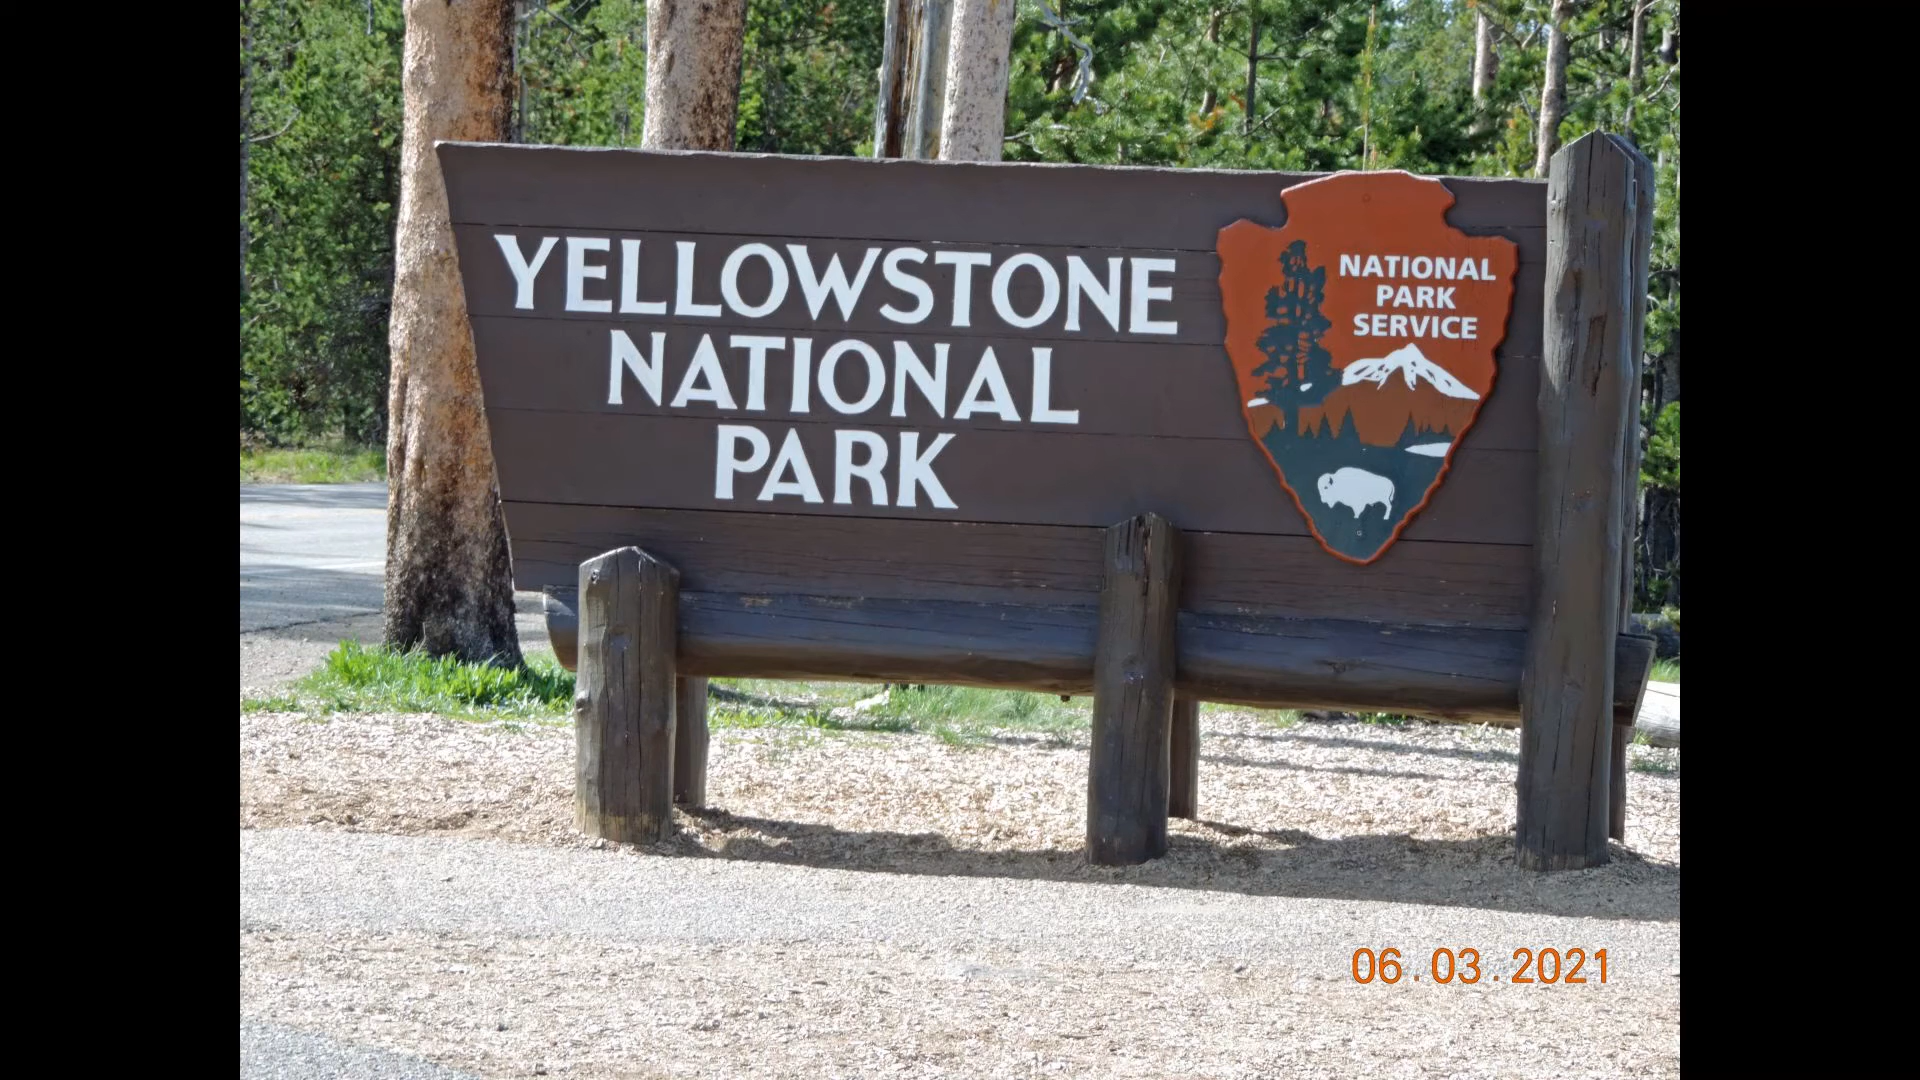 YELLOWSTONE
NATIONAL
PARK
NATIONAL
PARK
SERVICE
06.03.2021